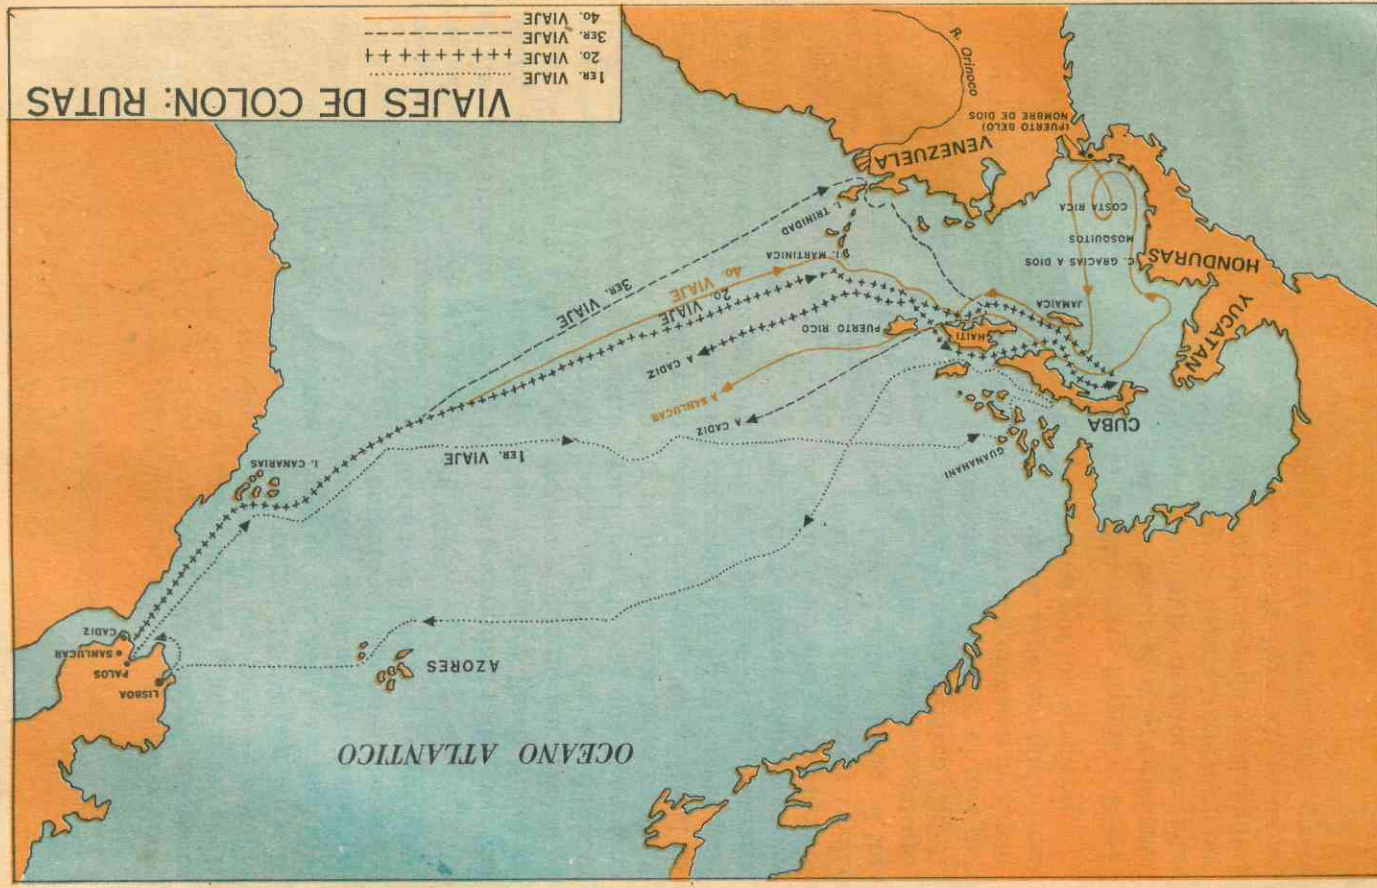 OCEANO ATLANTICO
LISBOA
PALOS
SANLUCAR
CADIZ
AZORES
I. CANARIAS
GUANAHANI
1ER. VIAJE
CUBA
A CADIZ
A SANLUCAR
A CADIZ
YUCATAN
HAITI
PUERTO RICO
JAMAICA
2o. VIAJE
4o. VIAJE
3ER. VIAJE
HONDURAS
C. GRACIAS A DIOS
MOSQUITOS
COSTA RICA
I. MARTINICA
I. TRINIDAD
(PUERTO BELO)
NOMBRE DE DIOS
VENEZUELA
R. Orinoco
VIAJES DE COLON: RUTAS
1ER. VIAJE
2o. VIAJE
3ER. VIAJE
4o. VIAJE